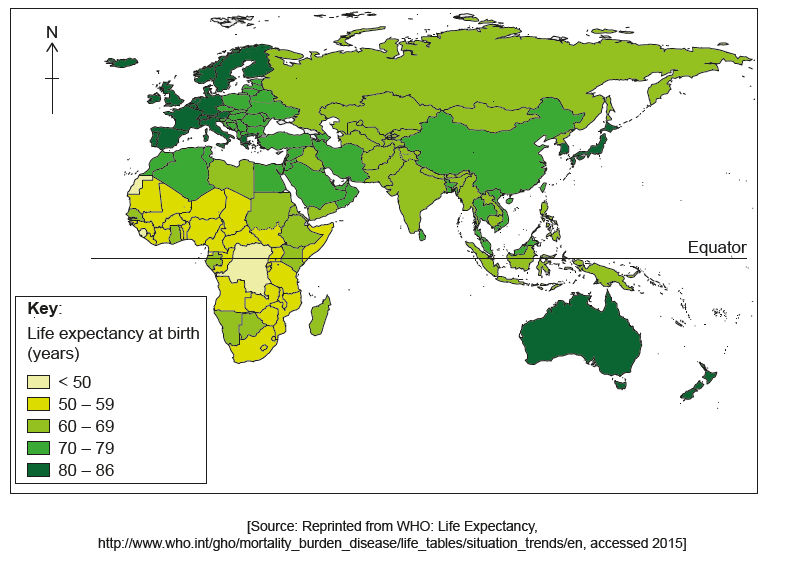 N
Equator
Key:
Life expectancy at birth
(years)
< 50
50 – 59
60 – 69
70 – 79
80 – 86
[Source: Reprinted from WHO: Life Expectancy,
http://www.who.int/gho/mortality_burden_disease/life_tables/situation_trends/en, accessed 2015]